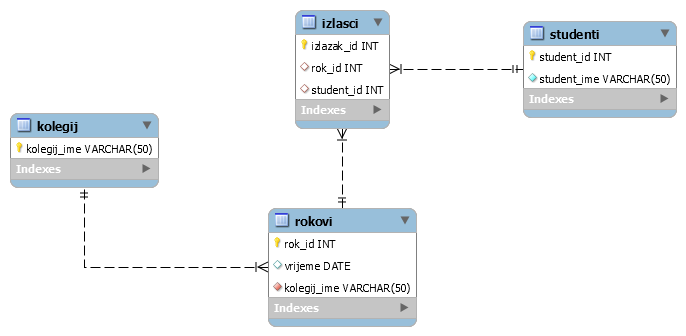 izlasci
izlazak_id INT
rok_id INT
student_id INT
Indexes
studenti
student_id INT
student_ime VARCHAR(50)
Indexes
kolegij
kolegij_ime VARCHAR(50)
Indexes
rokovi
rok_id INT
vrijeme DATE
kolegij_ime VARCHAR(50)
Indexes